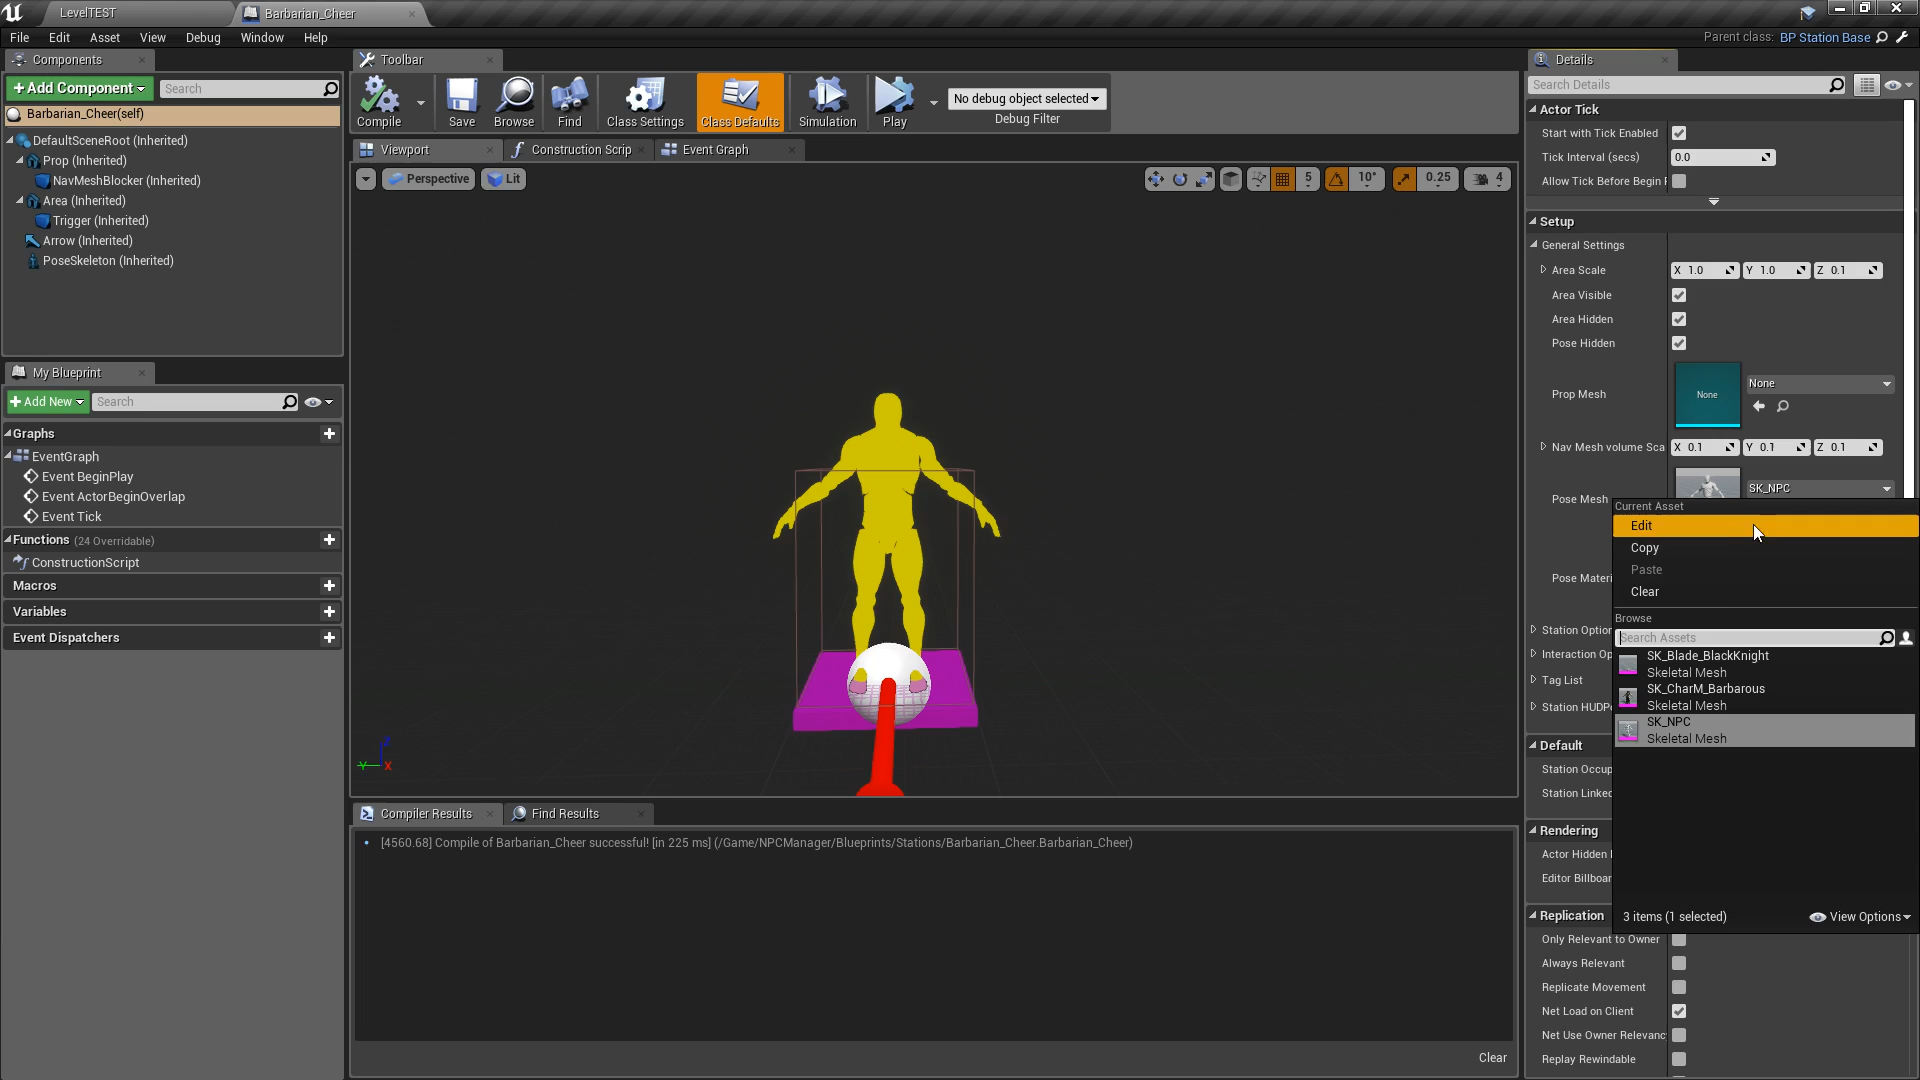 LevelTEST
Barbarian_Cheer
File Edit Asset View Debug Window Help
Parent class: BP Station Base
Components
+Add Component
Search
Barbarian_Cheer(self)
DefaultSceneRoot (Inherited)
Prop (Inherited)
NavMeshBlocker (Inherited)
Area (Inherited)
Trigger (Inherited)
Arrow (Inherited)
PoseSkeleton (Inherited)
My Blueprint
+Add New
Search
Graphs
EventGraph
Event BeginPlay
Event ActorBeginOverlap
Event Tick
Functions (24 Overridable)
ConstructionScript
Macros
Variables
Event Dispatchers
Toolbar
Compile
Save
Browse
Find
Class Settings
Class Defaults
Simulation
Play
No debug object selected
Debug Filter
Viewport
Construction Scrip
Event Graph
Perspective
Lit
5
10°
0.25
4
Z
Y
X
Compiler Results
Find Results
[4560.68] Compile of Barbarian_Cheer successful! [in 225 ms] (/Game/NPCManager/Blueprints/Stations/Barbarian_Cheer.Barbarian_Cheer)
Clear
Details
Search Details
Actor Tick
Start with Tick Enabled
Tick Interval (secs) 0.0
Allow Tick Before Begin
Setup
General Settings
Area Scale X 1.0 Y 1.0 Z 0.1
Area Visible
Area Hidden
Pose Hidden
Prop Mesh
None
None
Nav Mesh volume Sca X 0.1 Y 0.1 Z 0.1
Pose Mesh
SK_NPC
Pose Materi
Station Option
Interaction Op
Tag List
Station HUDPo
Default
Station Occup
Station Linked
Rendering
Actor Hidden
Editor Billboar
Replication
Only Relevant to Owner
Always Relevant
Replicate Movement
Net Load on Client
Net Use Owner Relevanc
Replay Rewindable
Current Asset
Edit
Copy
Paste
Clear
Browse
Search Assets
SK_Blade_BlackKnight
Skeletal Mesh
SK_CharM_Barbarous
Skeletal Mesh
SK_NPC
Skeletal Mesh
3 items (1 selected)
View Options